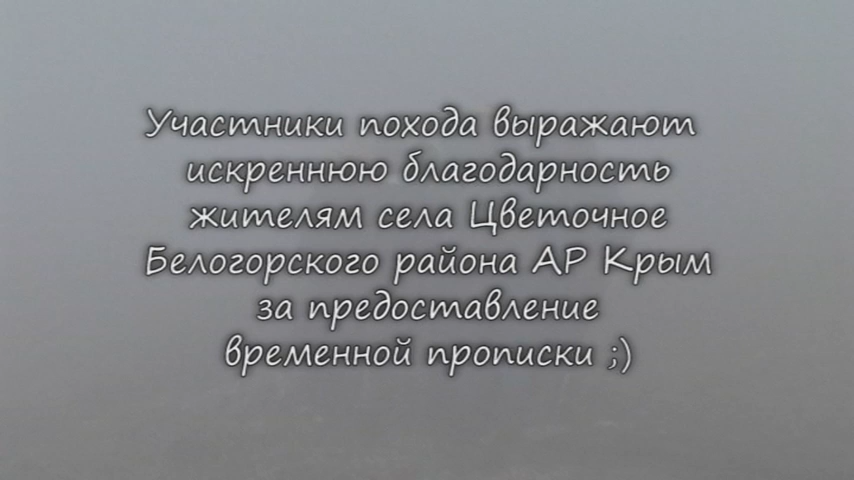 Участники похода выражают
искреннюю благодарность
жителям села Цветочное
Белогорского района АР Крым
за предоставление
временной прописки ;)